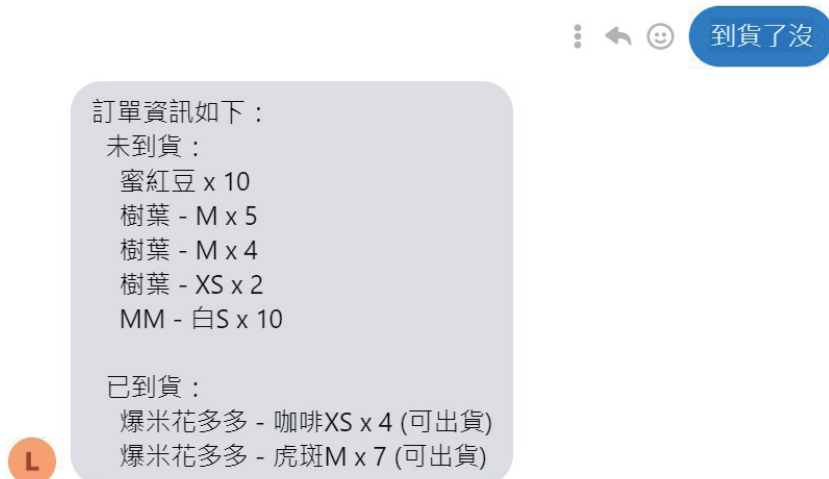 到貨了沒
訂單資訊如下：
未到貨：
蜜紅豆 x 10
樹葉 - M x 5
樹葉 - M x 4
樹葉 - XS x 2
MM - 白S x 10
已到貨：
爆米花多多 - 咖啡XS x 4 (可出貨)
爆米花多多 - 虎斑M x 7 (可出貨)
L